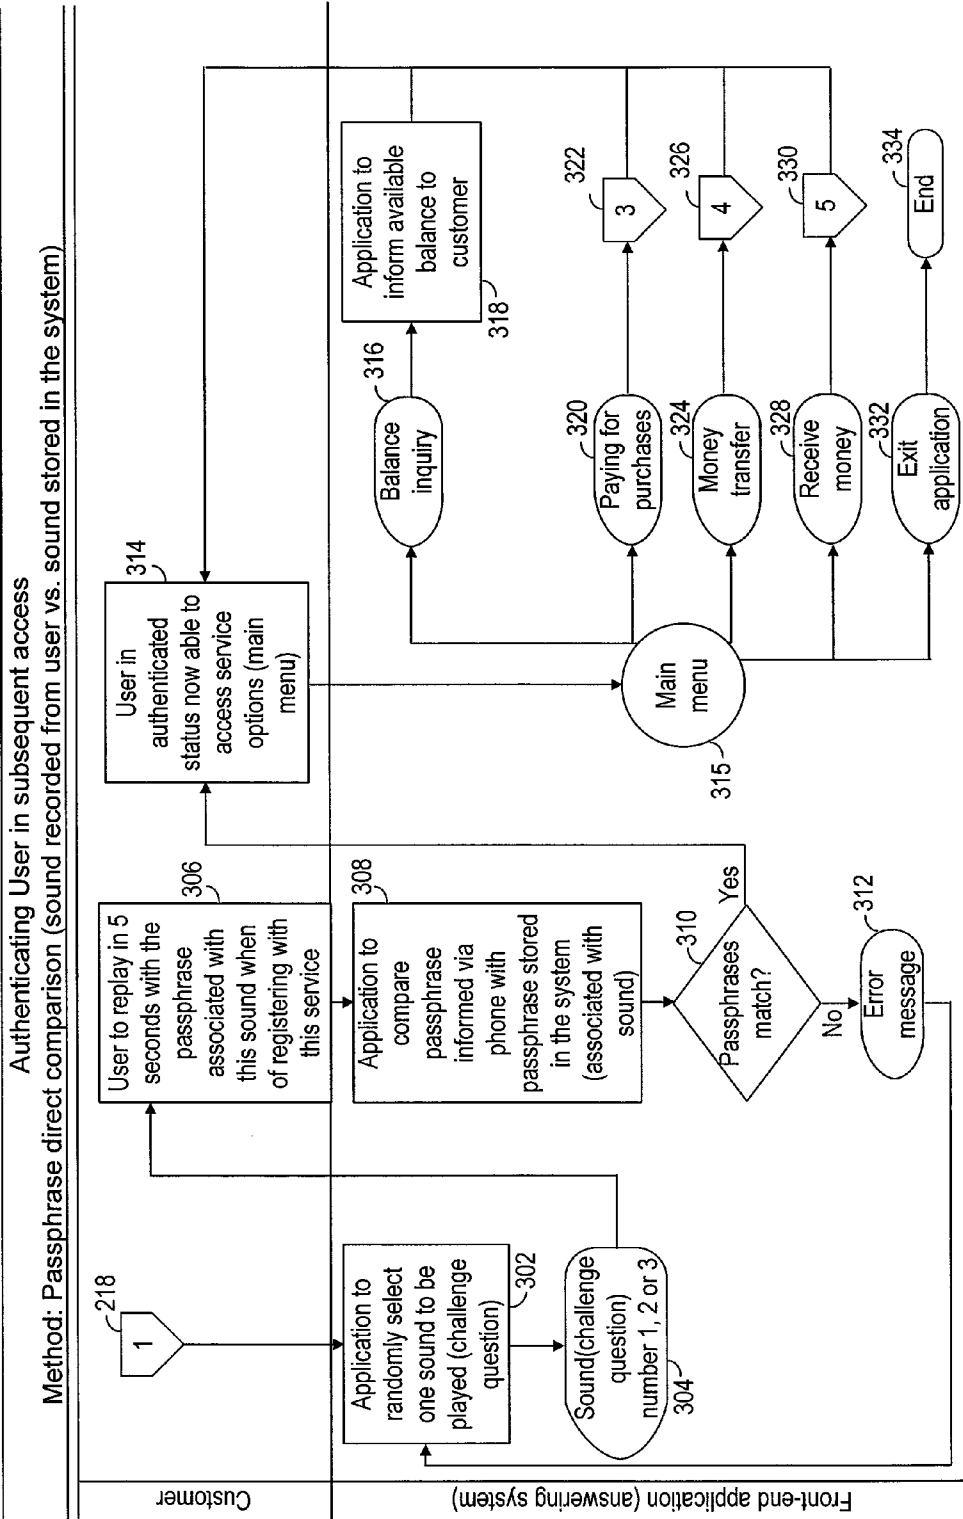 Authenticating User in subsequent access
Method: Passphrase direct comparison (sound recorded from user vs. sound stored in the system)
Customer
218
1
User to replay in 5
seconds with the
passphrase
associated with
this sound when
of registering with
this service
306
User in
authenticated
status now able to
access service
options (main
menu)
314
Front-end application (answering system)
Application to
randomly select
one sound to be
played (challenge
question)
302
Sound(challenge
question)
number 1, 2 or 3
304
Application to
compare
passphrase
informed via
phone with
passphrase stored
in the system
(associated with
sound)
308
Passphrases
match?
310
Yes
No
Error
message
312
Main
menu
315
Balance
inquiry
316
Application to
inform available
balance to
customer
318
Paying for
purchases
320
3
322
Money
transfer
324
4
326
Receive
money
328
5
330
Exit
application
332
End
334